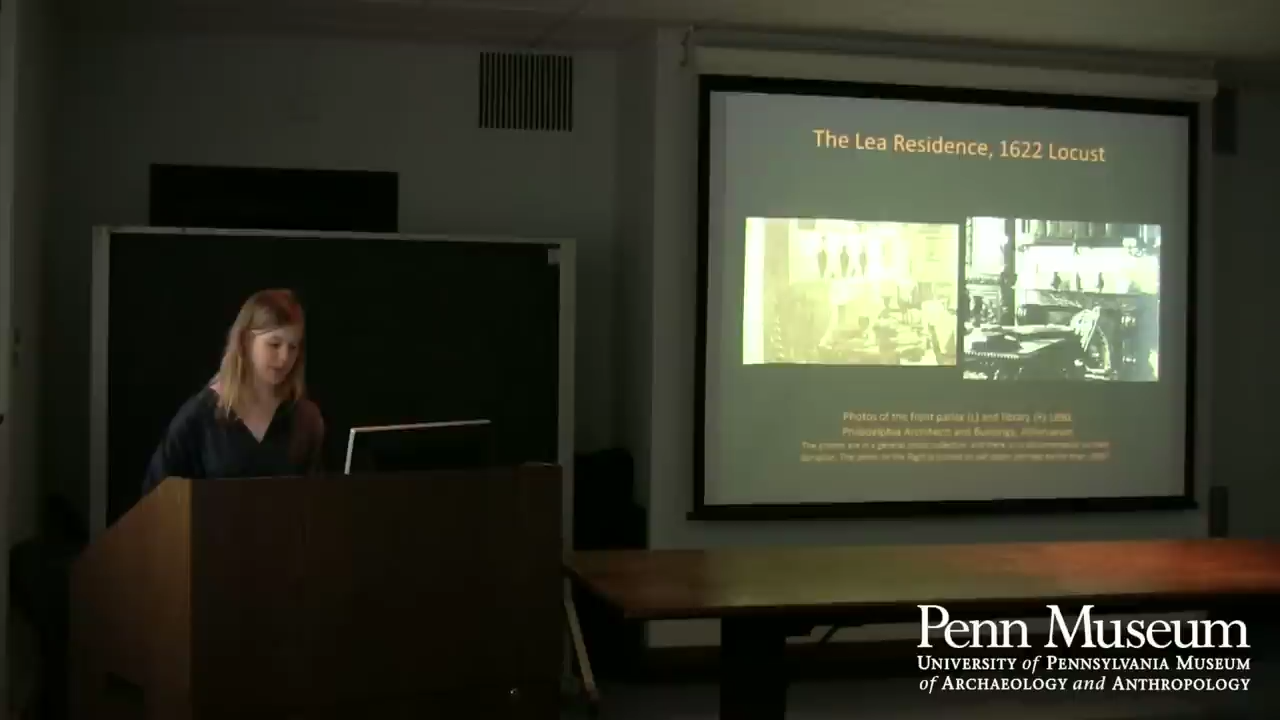 The Lea Residence, 1622 Locust
Photos of the front parlor (L) and library (R) 1890.
Philadelphia Architects and Buildings, Athenaeum
Penn Museum
UNIVERSITY of PENNSYLVANIA MUSEUM
of ARCHAEOLOGY and ANTHROPOLOGY